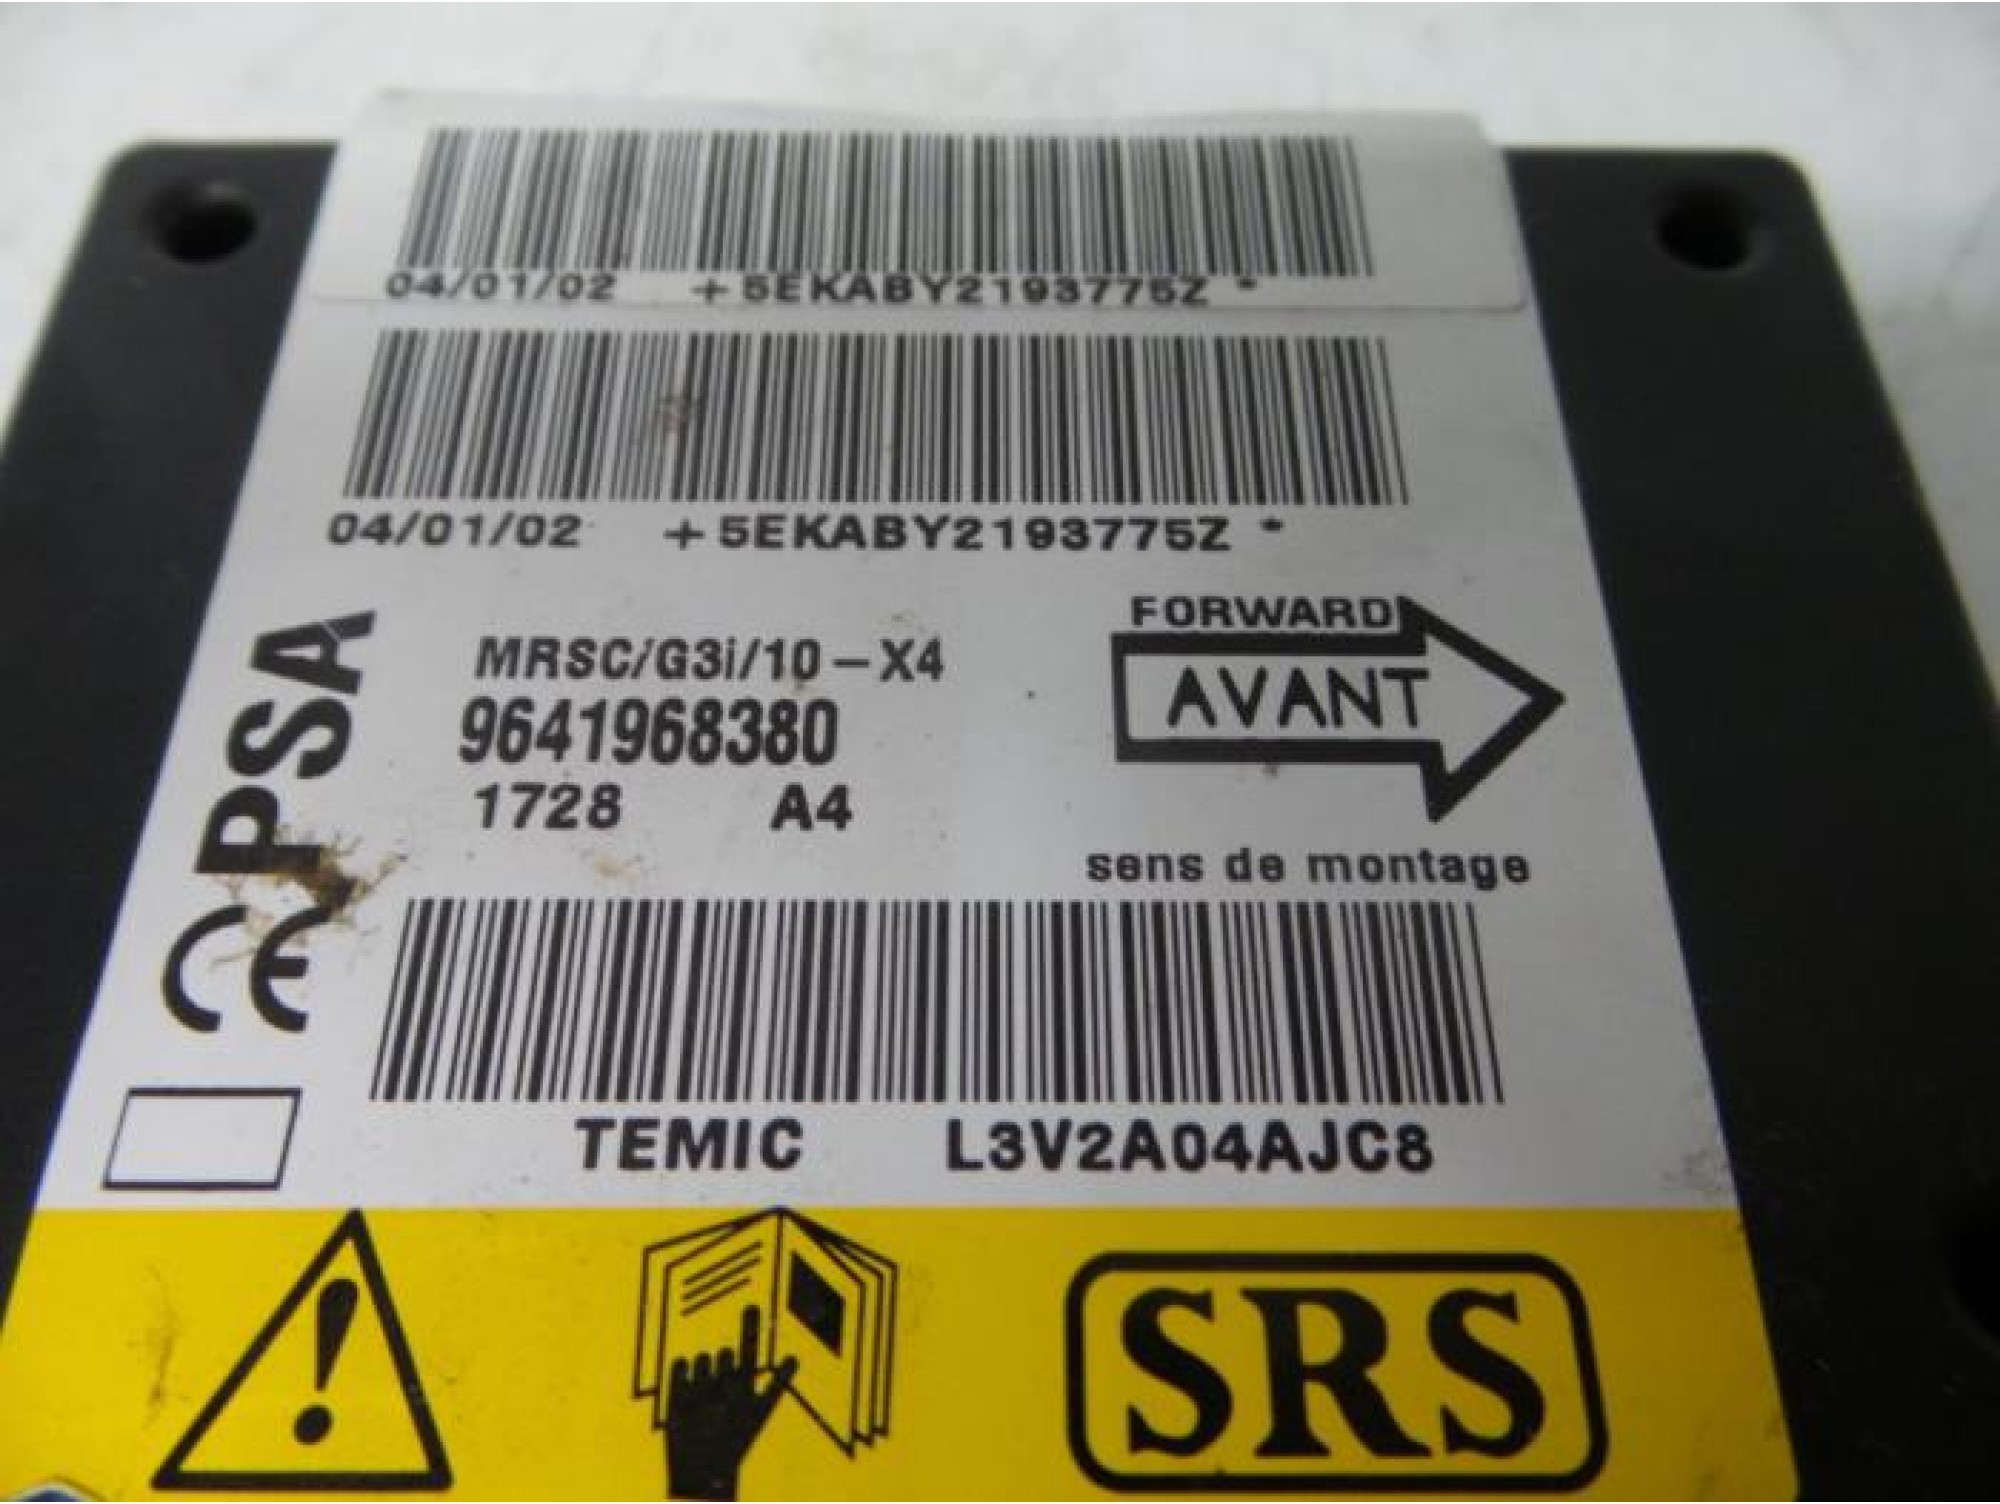 04/01/02 +5EKABY2193775Z *
04/01/02 +5EKABY2193775Z *
PSA
CE
MRSC/G3i/10-X4
9641968380
1728 A4
FORWARD
AVANT
sens de montage
TEMIC L3V2A04AJC8
SRS